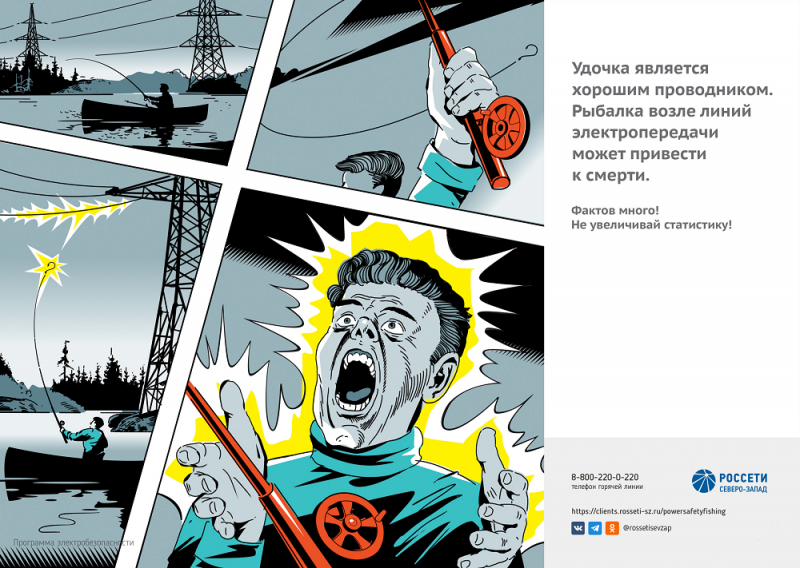 Удочка является
хорошим проводником.
Рыбалка возле линий
электропередачи
может привести
к смерти.
Фактов много!
Не увеличивай статистику!
8-800-220-0-220
телефон горячей линии
РОССЕТИ
СЕВЕРО-ЗАПАД
https://clients.rosseti-sz.ru/powersafetyfishing
@rossetisevzap
Программа электробезопасности